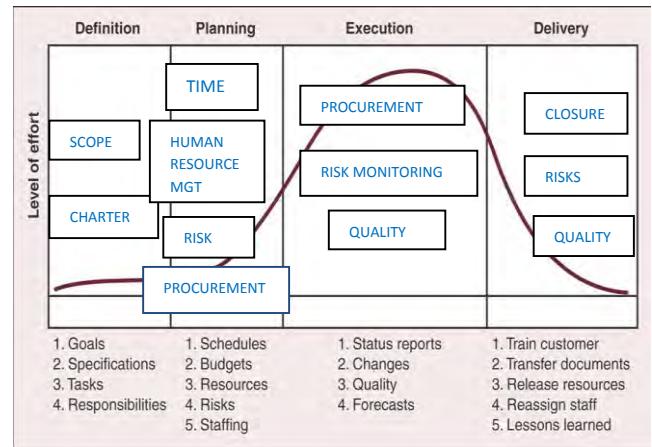 Definition
Planning
Execution
Delivery
Level of effort
SCOPE
CHARTER
TIME
HUMAN
RESOURCE
MGT
RISK
PROCUREMENT
PROCUREMENT
RISK MONITORING
QUALITY
CLOSURE
RISKS
QUALITY
1. Goals
2. Specifications
3. Tasks
4. Responsibilities
1. Schedules
2. Budgets
3. Resources
4. Risks
5. Staffing
1. Status reports
2. Changes
3. Quality
4. Forecasts
1. Train customer
2. Transfer documents
3. Release resources
4. Reassign staff
5. Lessons learned